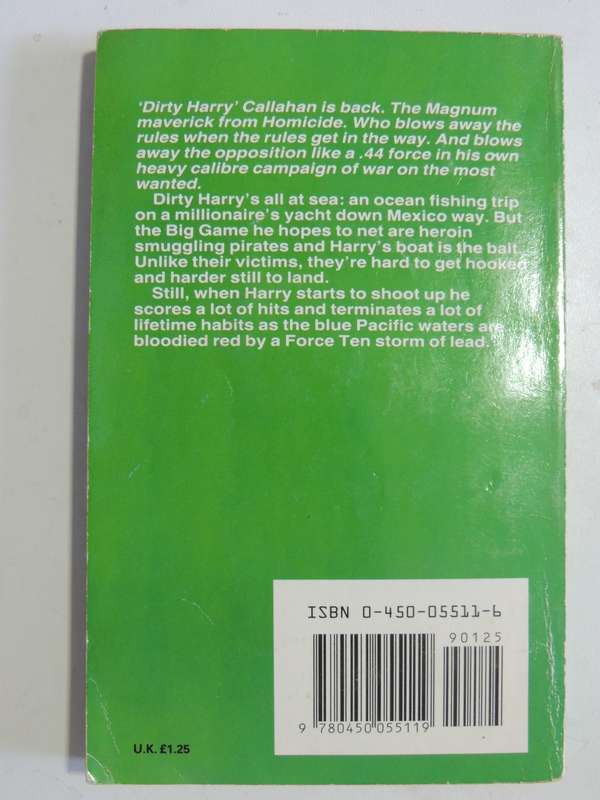 'Dirty Harry' Callahan is back. The Magnum
maverick from Homicide. Who blows away the
rules when the rules get in the way. And blows
away the opposition like a .44 force in his own
heavy calibre campaign of war on the most
wanted.
Dirty Harry's all at sea: an ocean fishing trip
on a millionaire's yacht down Mexico way. But
the Big Game he hopes to net are heroin
smuggling pirates and Harry's boat is the bait.
Unlike their victims, they're hard to get hooked
and harder still to land.
Still, when Harry starts to shoot up he
scores a lot of hits and terminates a lot of
lifetime habits as the blue Pacific waters are
bloodied red by a Force Ten storm of lead.
ISBN 0-450-05511-6
90125
9 780450 055119
U.K. £1.25